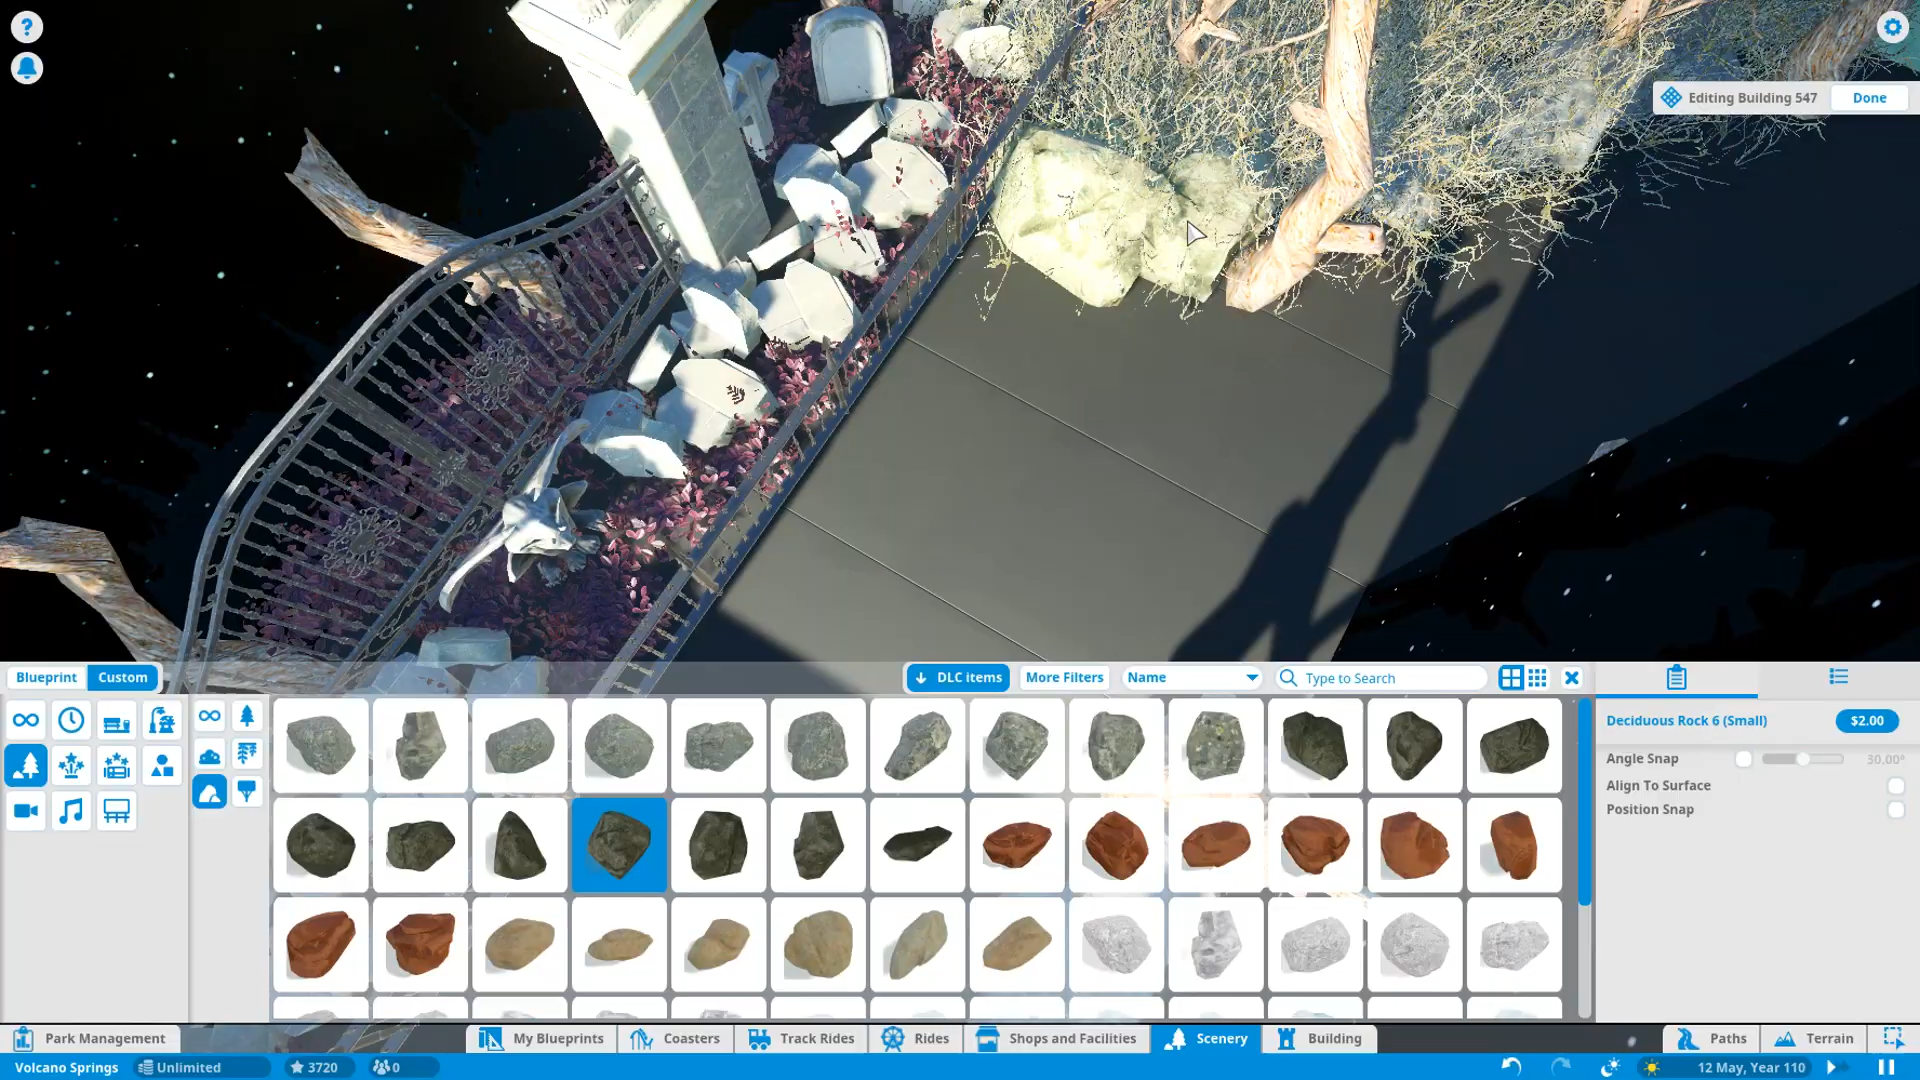 ?
Editing Building 547
Done
Blueprint
Custom
DLC items
More Filters
Name
Type to Search
Deciduous Rock 6 (Small)
$2.00
Angle Snap
30.00°
Align To Surface
Position Snap
Park Management
My Blueprints
Coasters
Track Rides
Rides
Shops and Facilities
Scenery
Building
Paths
Terrain
Volcano Springs
Unlimited
3720
0
12 May, Year 110